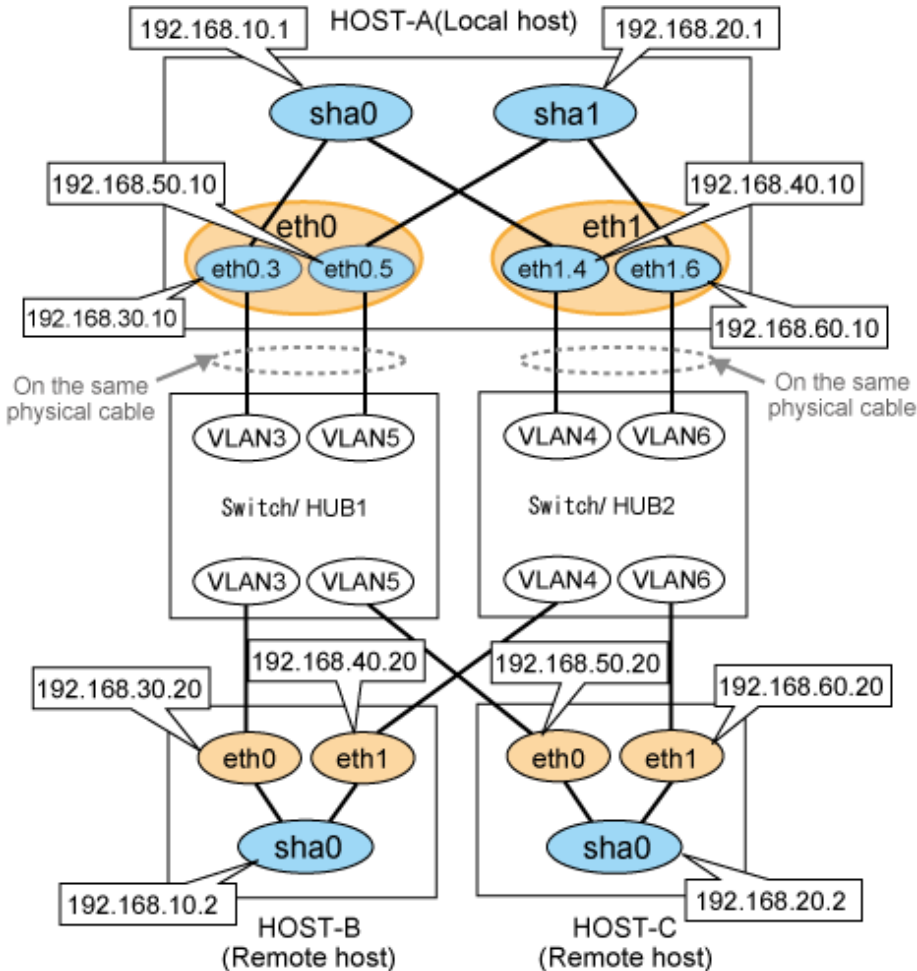 HOST-A(Local host)
192.168.10.1
192.168.20.1
sha0
sha1
192.168.50.10
192.168.40.10
eth0
eth1
eth0.3
eth0.5
eth1.4
eth1.6
192.168.30.10
192.168.60.10
On the same
physical cable
On the same
physical cable
VLAN3
VLAN5
VLAN4
VLAN6
Switch/ HUB1
Switch/ HUB2
VLAN3
VLAN5
VLAN4
VLAN6
192.168.30.20
192.168.40.20
192.168.50.20
192.168.60.20
eth0
eth1
eth0
eth1
sha0
sha0
192.168.10.2
192.168.20.2
HOST-B
(Remote host)
HOST-C
(Remote host)